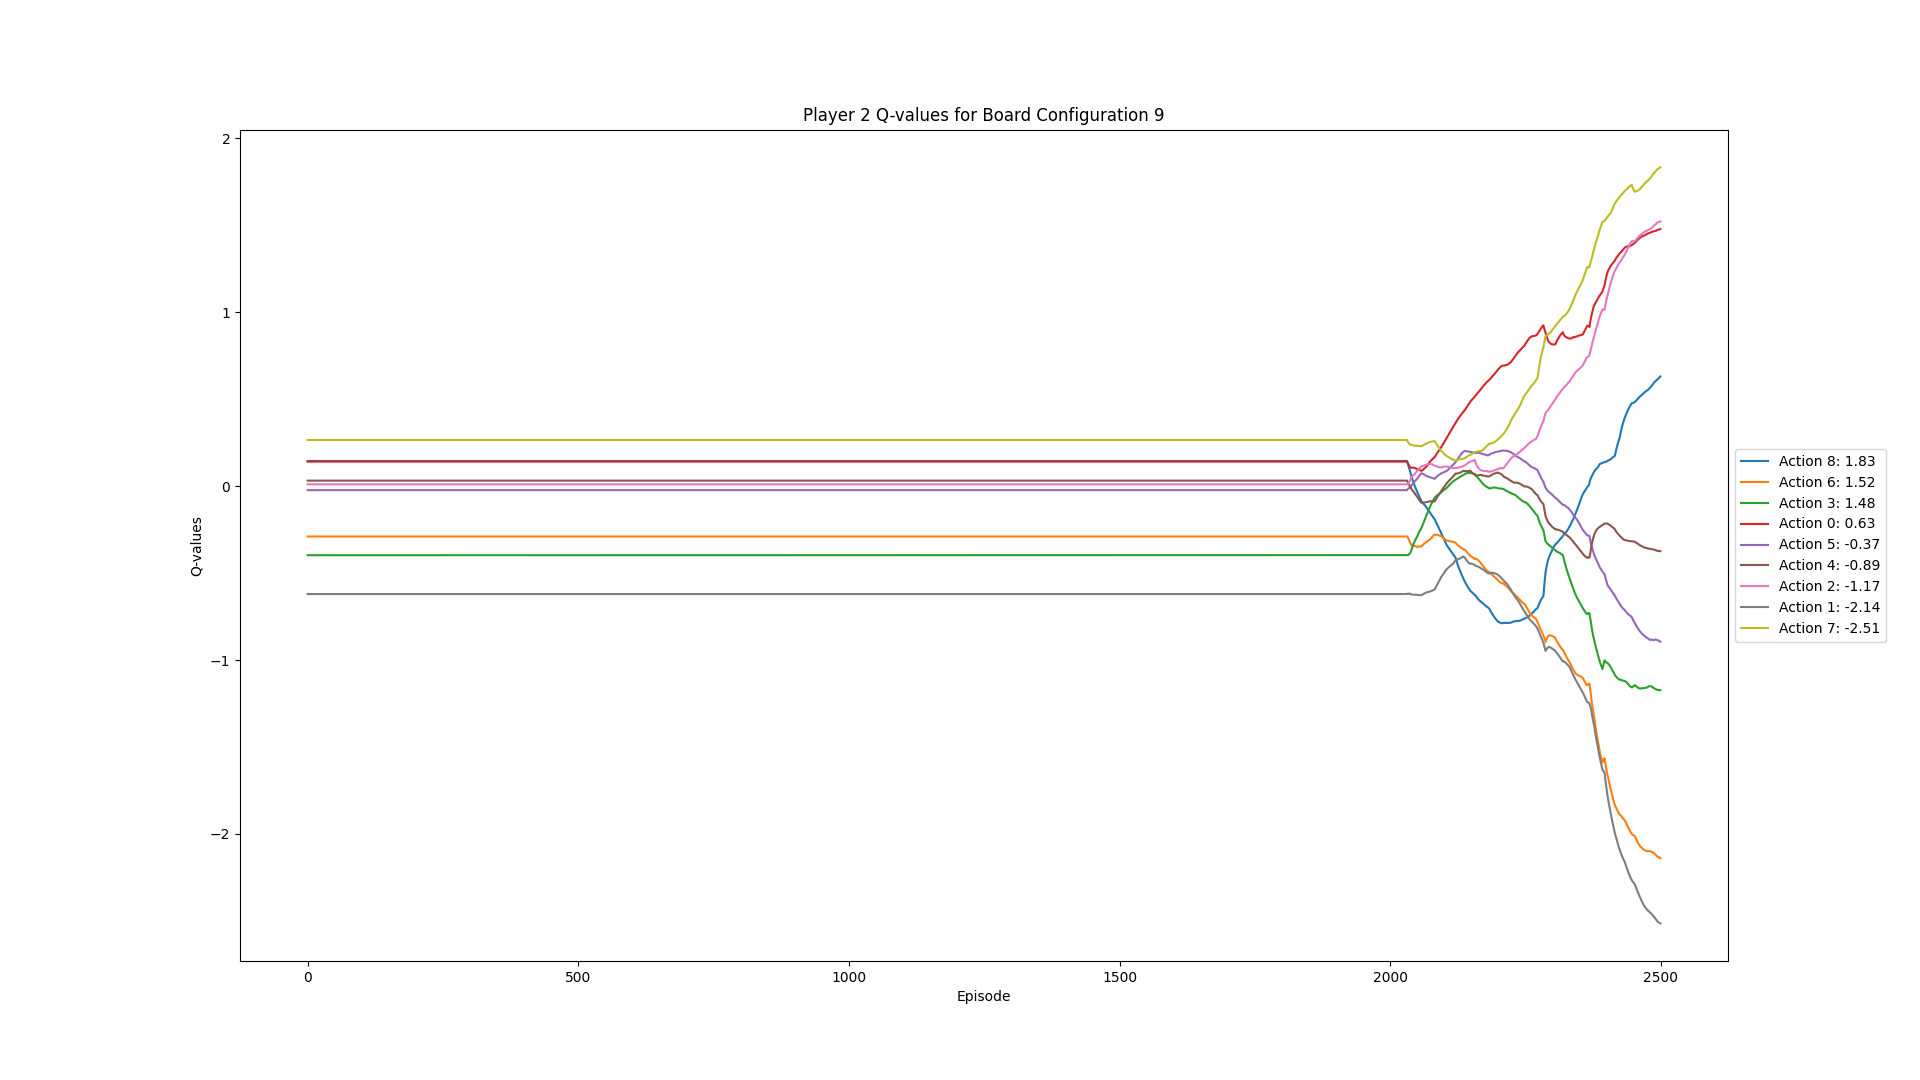 Player 2 Q-values for Board Configuration 9
2
1
0
−1
−2
Q-values
0
500
1000
1500
2000
2500
Episode
Action 8: 1.83
Action 6: 1.52
Action 3: 1.48
Action 0: 0.63
Action 5: -0.37
Action 4: -0.89
Action 2: -1.17
Action 1: -2.14
Action 7: -2.51